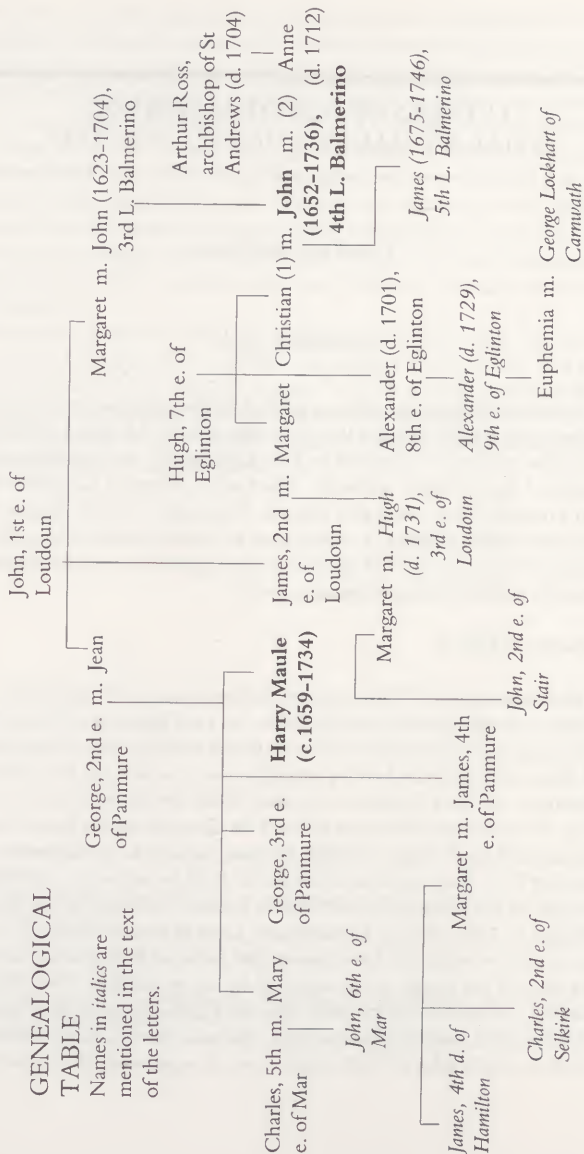 GENEALOGICAL
TABLE
Names in italics are
mentioned in the text
of the letters.
John, 1st e. of
Loudoun
George, 2nd e. m. Jean
of Panmure
Margaret m. John (1623-1704),
3rd L. Balmerino
Arthur Ross,
archbishop of St
Andrews (d. 1704)
Hugh, 7th e. of
Eglinton
Charles, 5th m. Mary
e. of Mar
George, 3rd e.
of Panmure
Harry Maule
(c.1659-1734)
James, 2nd m. Margaret
e. of
Loudoun
Christian (1) m. John m. (2) Anne
(1652-1736), (d. 1712)
4th L. Balmerino
John, 6th e. of
Mar
Margaret m. Hugh
(d. 1731),
3rd e. of
Loudoun
Alexander (d. 1701),
8th e. of Eglinton
James (1675-1746),
5th L. Balmerino
Margaret m. James, 4th
e. of Panmure
John, 2nd e. of
Stair
Alexander (d. 1729),
9th e. of Eglinton
James, 4th d. of
Hamilton
Charles, 2nd e. of
Selkirk
Euphemia m. George Lockhart of
Carnwath